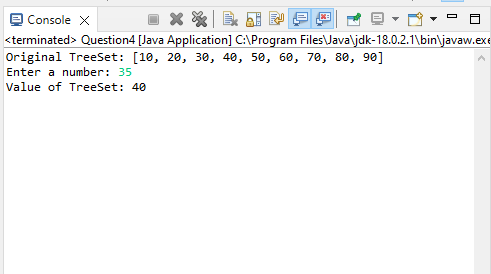 Console
<terminated> Question4 [Java Application] C:\Program Files\Java\jdk-18.0.2.1\bin\javaw.exe
Original TreeSet: [10, 20, 30, 40, 50, 60, 70, 80, 90]
Enter a number: 35
Value of TreeSet: 40